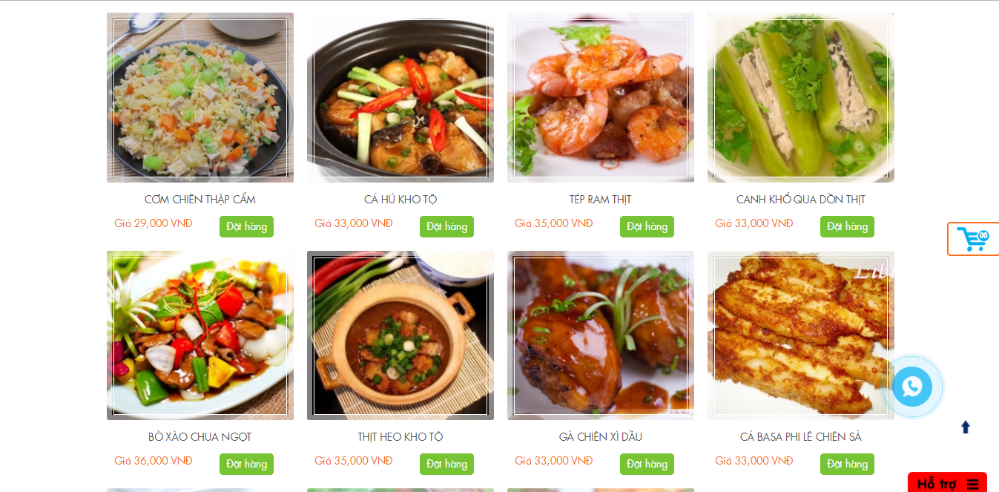 CƠM CHIÊN THẬP CẨM
CÁ HÚ KHO TỘ
TÉP RAM THỊT
CANH KHỔ QUA DỒN THỊT
Giá 29,000 VNĐ
Đặt hàng
Giá 33,000 VNĐ
Đặt hàng
Giá 35,000 VNĐ
Đặt hàng
Giá 33,000 VNĐ
Đặt hàng
00
Libr
BÒ XÀO CHUA NGỌT
THỊT HEO KHO TỘ
GÀ CHIÊN XÌ DẦU
CÁ BASA PHI LÊ CHIÊN SẢ
Giá 36,000 VNĐ
Đặt hàng
Giá 35,000 VNĐ
Đặt hàng
Giá 33,000 VNĐ
Đặt hàng
Giá 33,000 VNĐ
Đặt hàng
Hỗ trợ